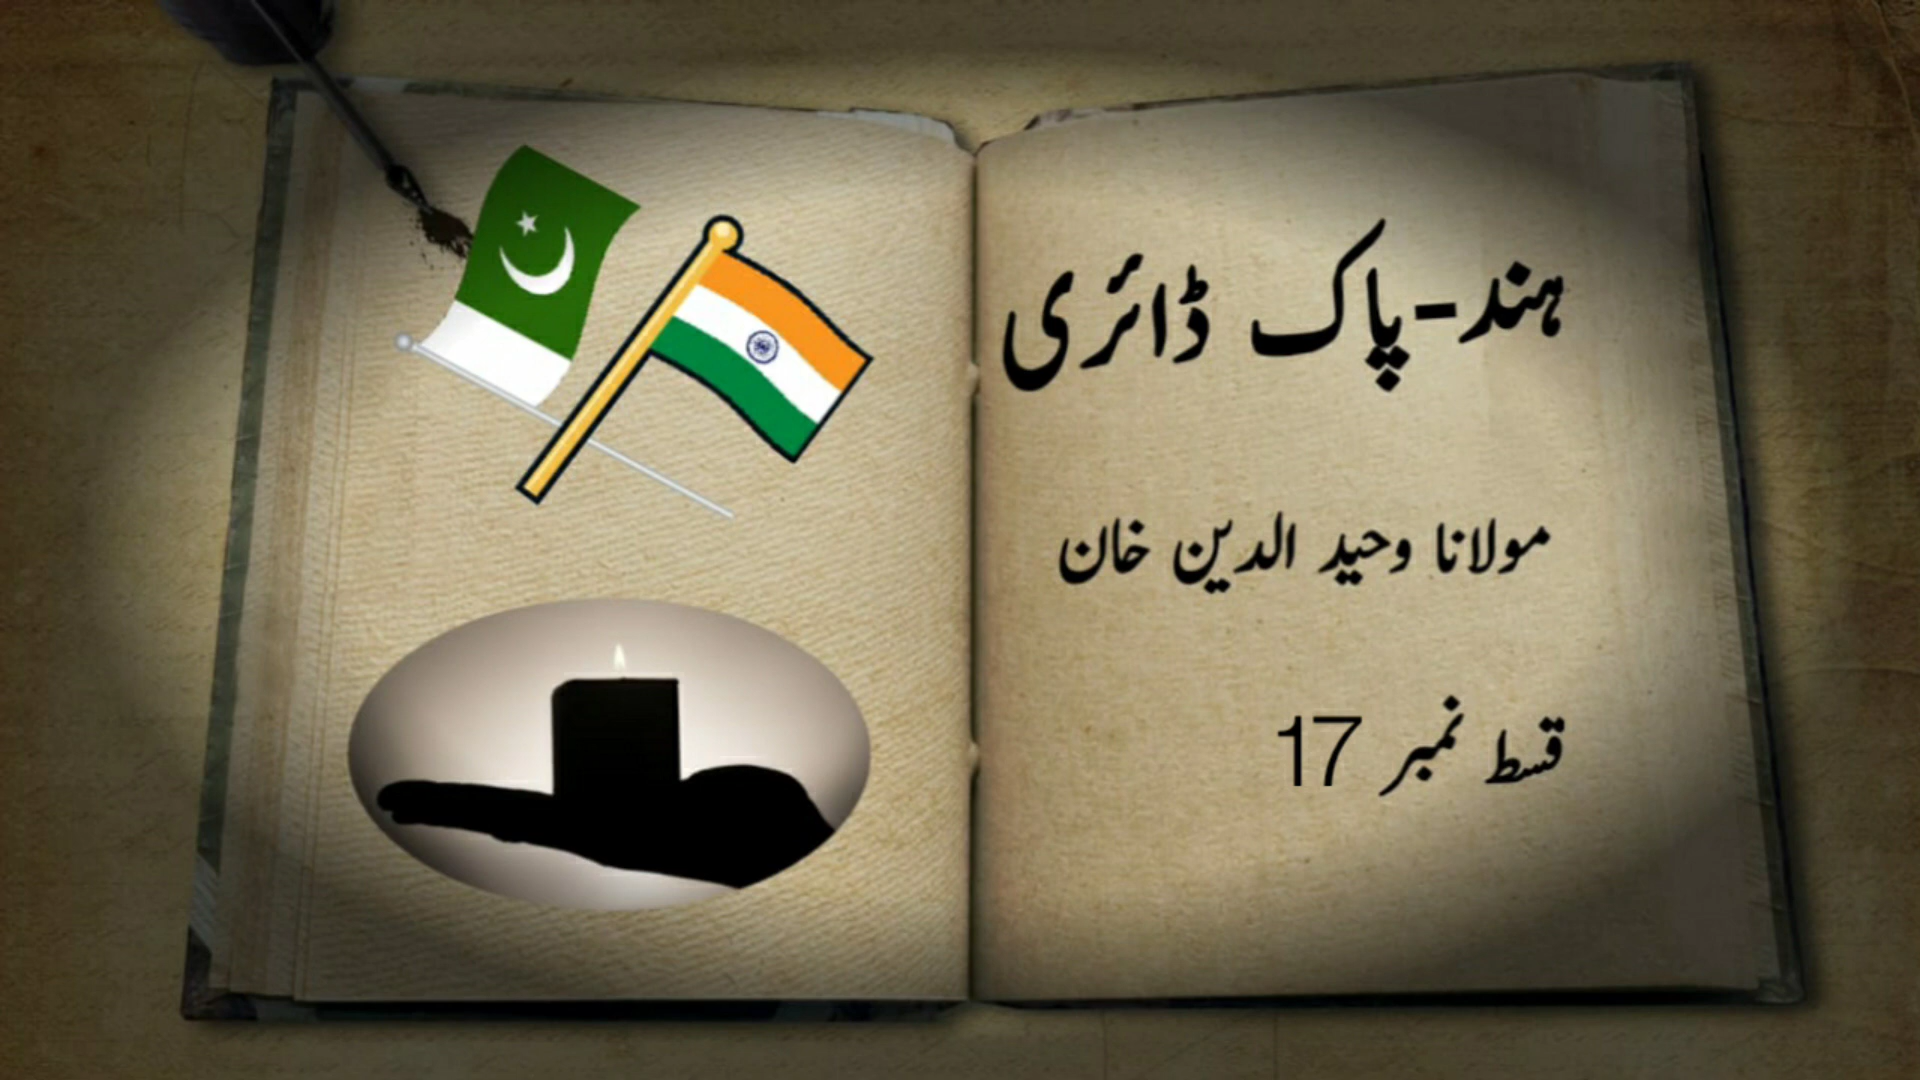 ہند-پاک ڈائری
مولانا وحید الدین خان
قسط نمبر 17